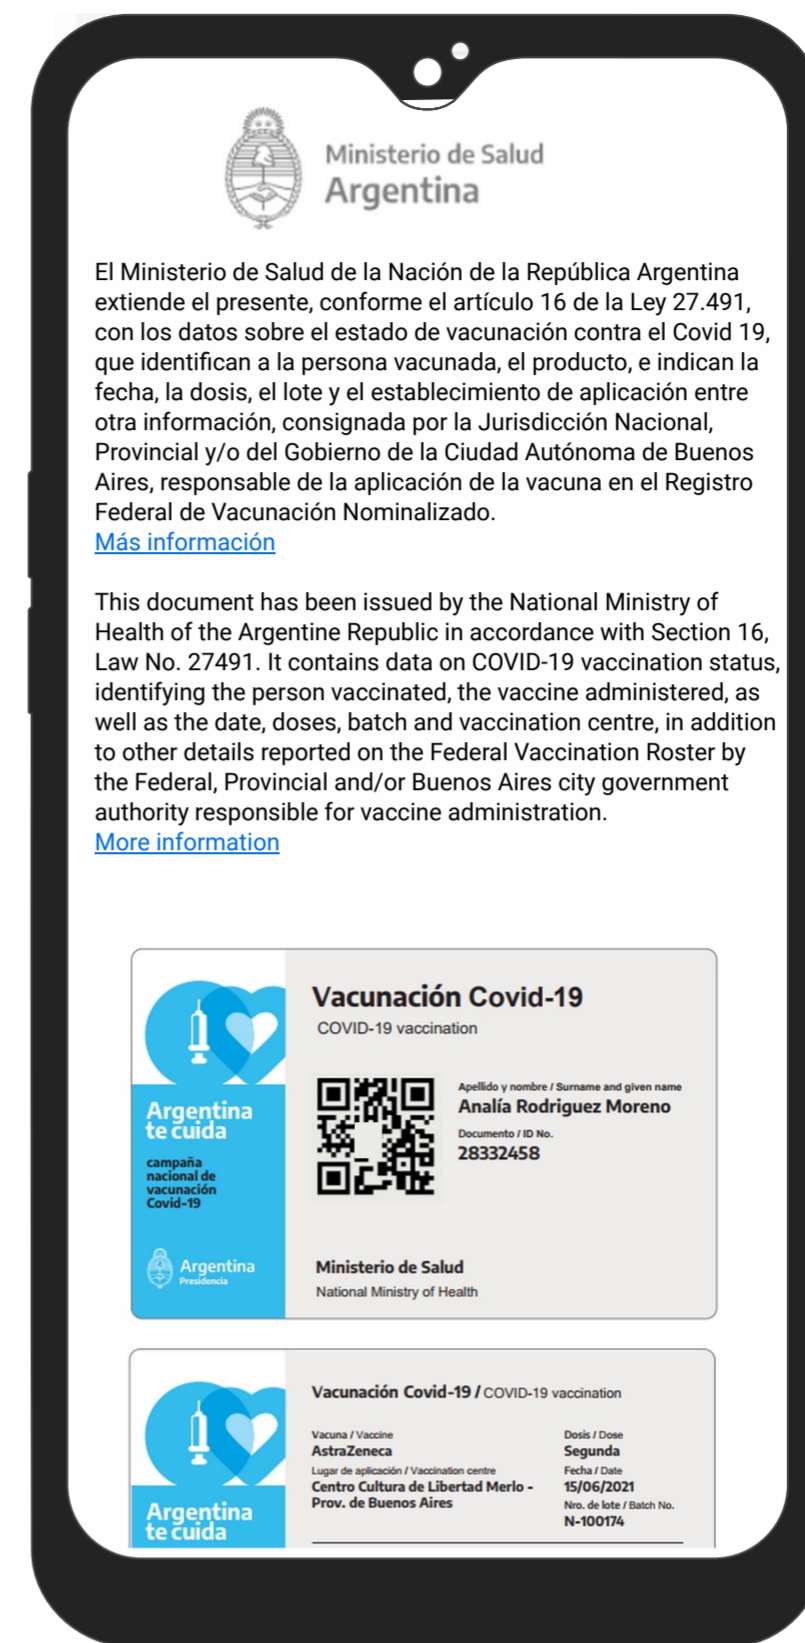 Ministerio de Salud
Argentina
El Ministerio de Salud de la Nación de la República Argentina
extiende el presente, conforme el artículo 16 de la Ley 27.491,
con los datos sobre el estado de vacunación contra el Covid 19,
que identifican a la persona vacunada, el producto, e indican la
fecha, la dosis, el lote y el establecimiento de aplicación entre
otra información, consignada por la Jurisdicción Nacional,
Provincial y/o del Gobierno de la Ciudad Autónoma de Buenos
Aires, responsable de la aplicación de la vacuna en el Registro
Federal de Vacunación Nominalizado.
Más información
This document has been issued by the National Ministry of
Health of the Argentine Republic in accordance with Section 16,
Law No. 27491. It contains data on COVID-19 vaccination status,
identifying the person vaccinated, the vaccine administered, as
well as the date, doses, batch and vaccination centre, in addition
to other details reported on the Federal Vaccination Roster by
the Federal, Provincial and/or Buenos Aires city government
authority responsible for vaccine administration.
More information
Argentina
te cuida
campaña
nacional de
vacunación
Covid-19
Argentina
Presidencia
Vacunación Covid-19
COVID-19 vaccination
Apellido y nombre / Surname and given name
Analía Rodriguez Moreno
Documento / ID No.
28332458
Ministerio de Salud
National Ministry of Health
Argentina
te cuida
Vacunación Covid-19 / COVID-19 vaccination
Vacuna / Vaccine
AstraZeneca
Lugar de aplicación / Vaccination centre
Centro Cultura de Libertad Merlo -
Prov. de Buenos Aires
Dosis / Dose
Segunda
Fecha / Date
15/06/2021
Nro. de lote / Batch No.
N-100174